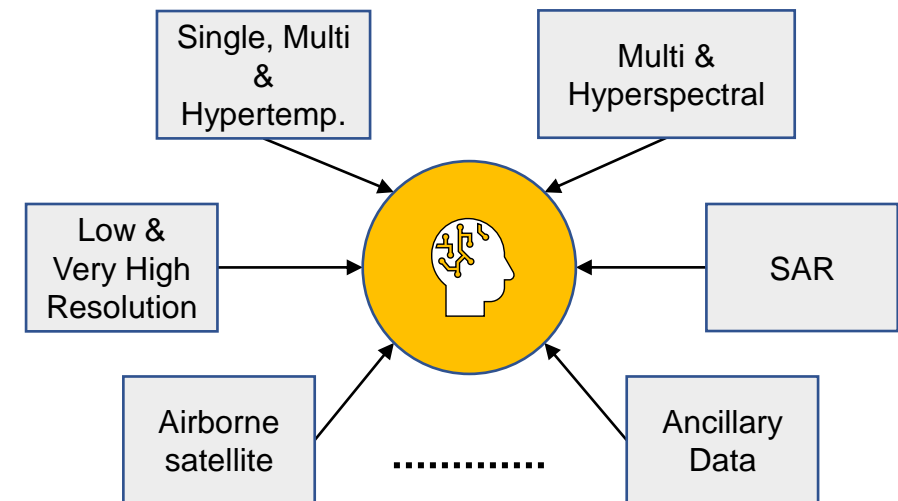 Single, Multi
&
Hypertemp.
Multi &
Hyperspectral
Low &
Very High
Resolution
SAR
Airborne
satellite
Ancillary
Data